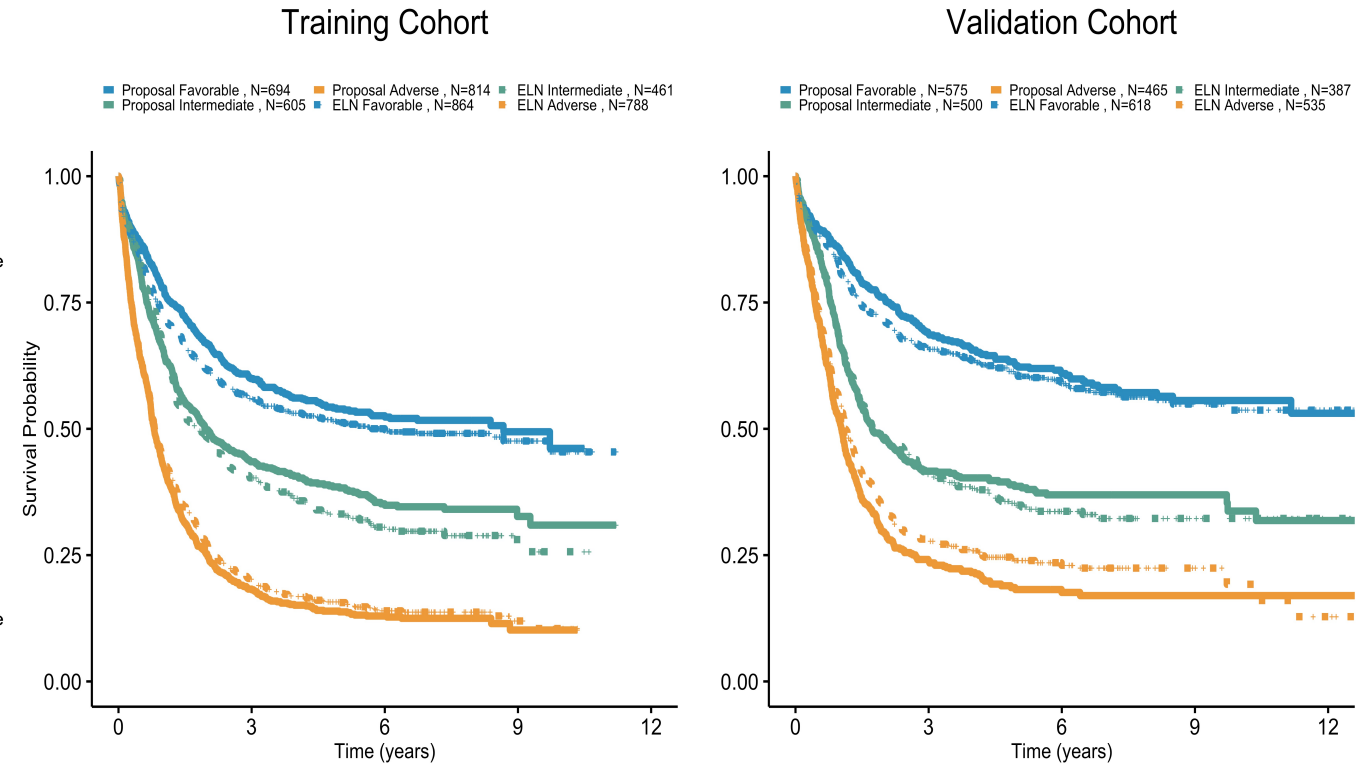 Training Cohort
Validation Cohort
Proposal Favorable , N=694 Proposal Adverse , N=814 ELN Intermediate , N=461
Proposal Intermediate , N=605 ELN Favorable , N=864 ELN Adverse , N=788
Proposal Favorable , N=575 Proposal Adverse , N=465 ELN Intermediate , N=387
Proposal Intermediate , N=500 ELN Favorable , N=618 ELN Adverse , N=535
Survival Probability
1.00
0.75
0.50
0.25
0.00
0 3 6 9 12
Time (years)
1.00
0.75
0.50
0.25
0.00
0 3 6 9 12
Time (years)